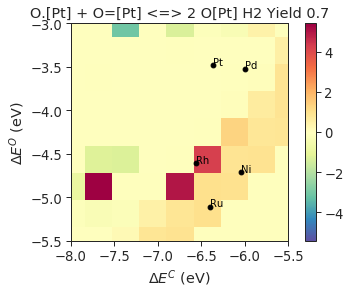 O.[Pt] + O=[Pt] <=> 2 O[Pt] H2 Yield 0.7
−3.0
−3.5
−4.0
−4.5
−5.0
−5.5
ΔE^O (eV)
Pt
Pd
Rh
Ni
Ru
−8.0 −7.5 −7.0 −6.5 −6.0 −5.5
ΔE^C (eV)
4
2
0
−2
−4